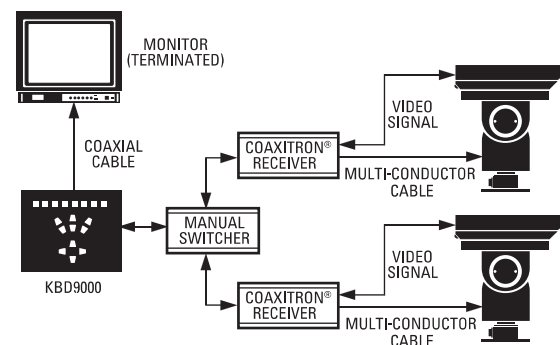 MONITOR
(TERMINATED)
COAXIAL
CABLE
KBD9000
MANUAL
SWITCHER
COAXITRON®
RECEIVER
VIDEO
SIGNAL
MULTI-CONDUCTOR
CABLE
COAXITRON®
RECEIVER
VIDEO
SIGNAL
MULTI-CONDUCTOR
CABLE